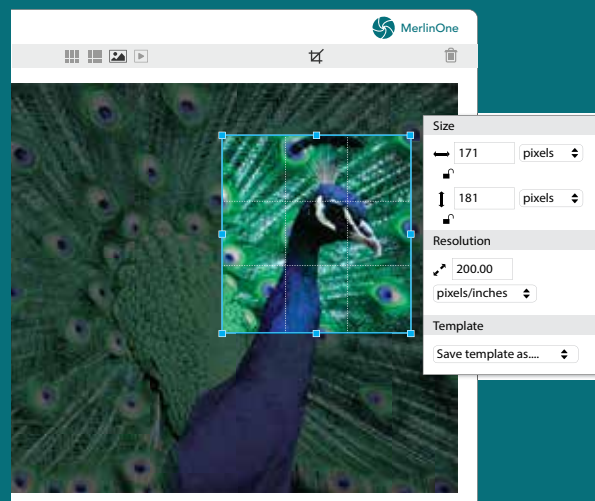 MerlinOne
Size
171 pixels
181 pixels
Resolution
200.00
pixels/inches
Template
Save template as....